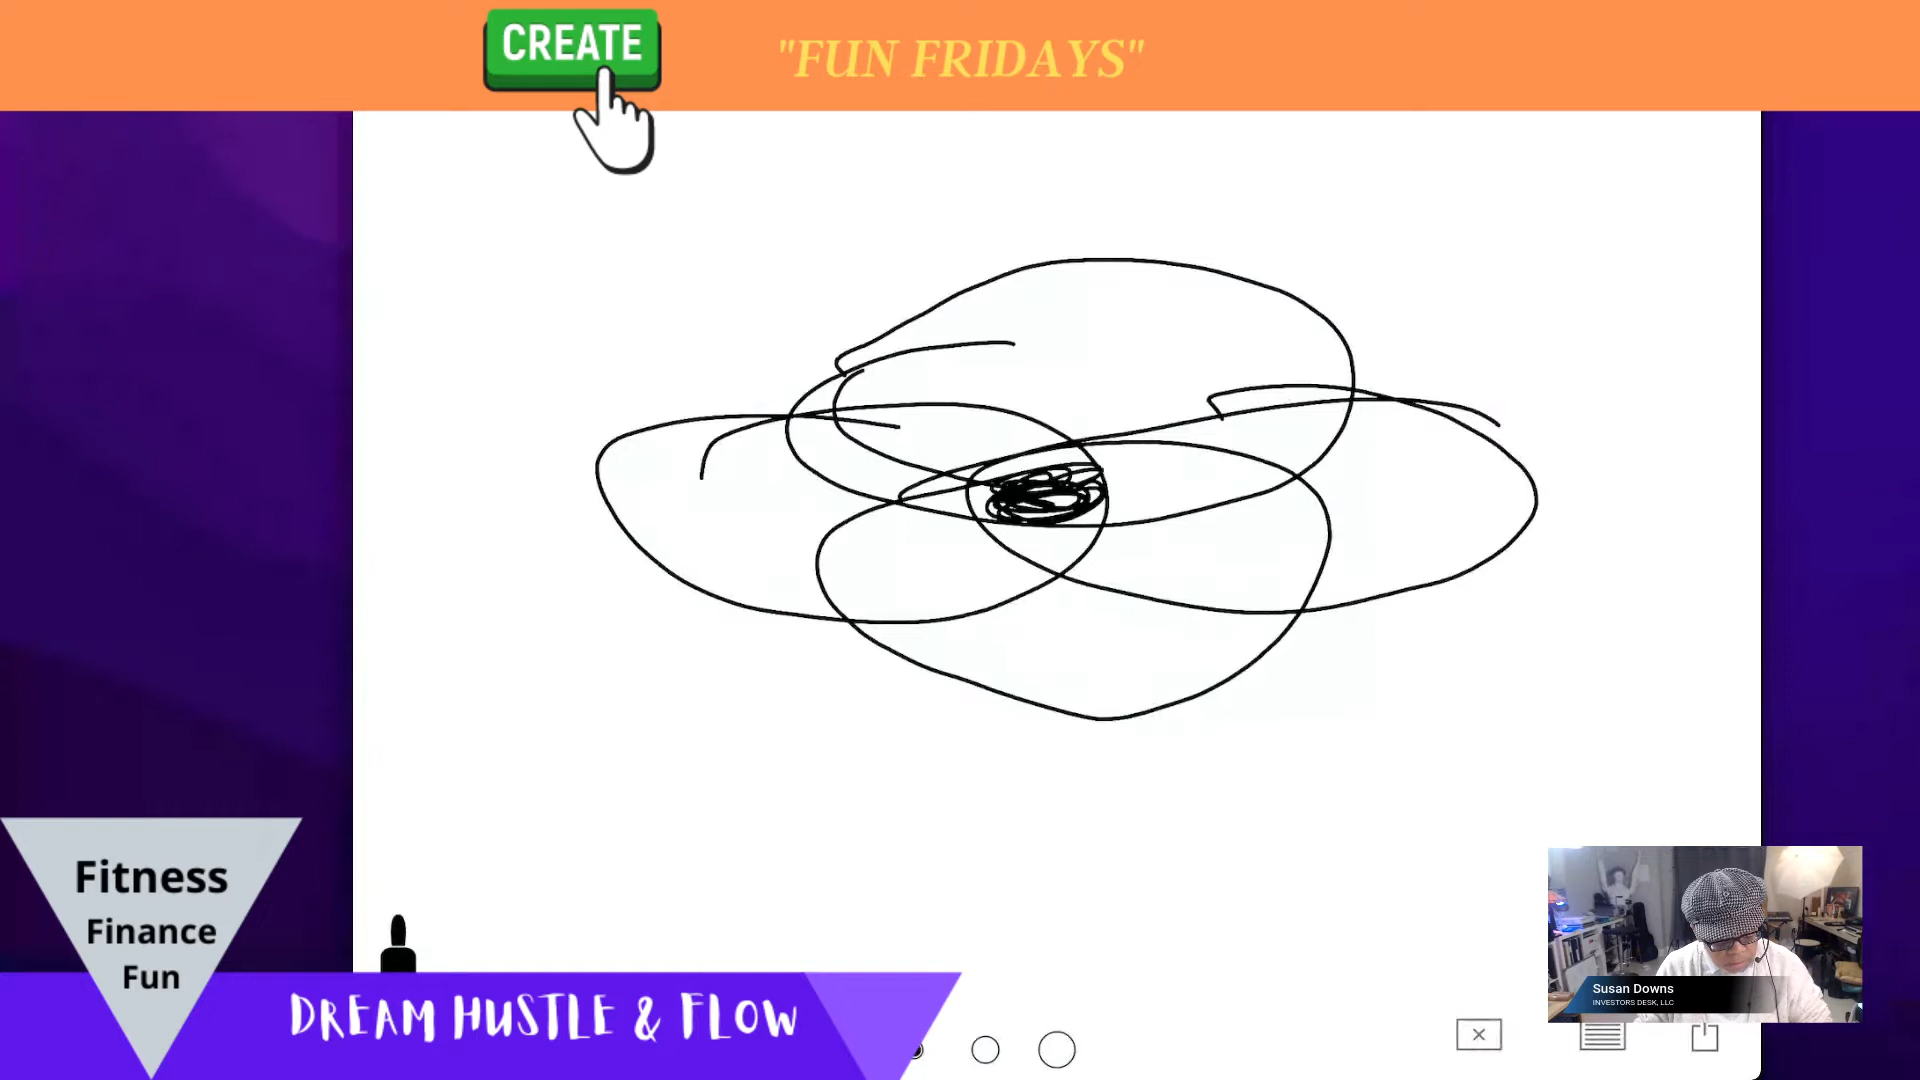 CREATE
"FUN FRIDAYS"
Fitness
Finance
Fun
DREAM HUSTLE & FLOW
Susan Downs
INVESTORS DESK, LLC